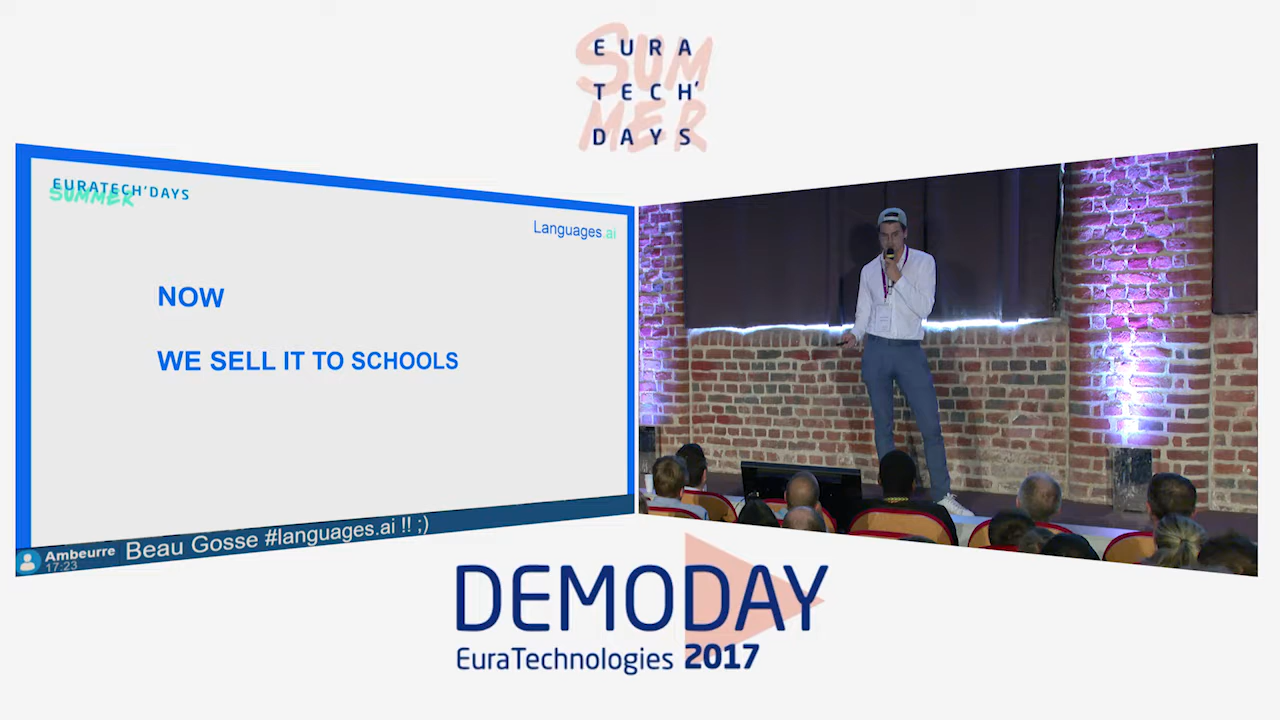 SUMMER
EURA
TECH'
DAYS
EURATECH'DAYS
SUMMER
Languages.ai
NOW
WE SELL IT TO SCHOOLS
Ambeurre
17:23
Beau Gosse #languages.ai !! ;)
DEMODAY
EuraTechnologies 2017